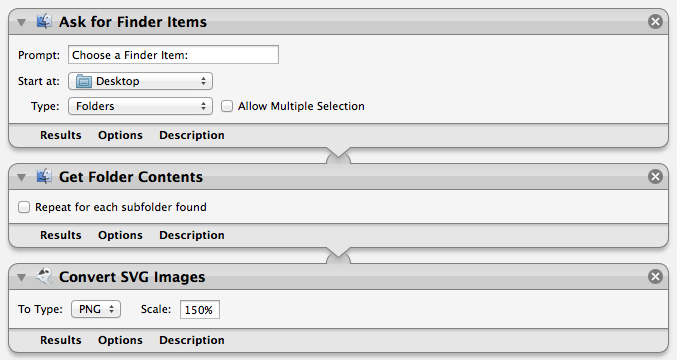 Ask for Finder Items
Prompt: Choose a Finder Item:
Start at: Desktop
Type: Folders Allow Multiple Selection
Results Options Description
Get Folder Contents
Repeat for each subfolder found
Results Options Description
Convert SVG Images
To Type: PNG Scale: 150%
Results Options Description